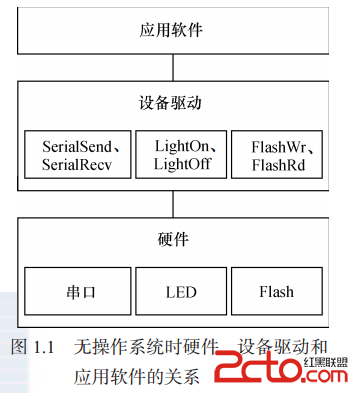 应用软件
设备驱动
SerialSend、 LightOn、 FlashWr、
SerialRecv LightOff FlashRd
硬件
串口 LED Flash
图 1.1 无操作系统时硬件、设备驱动和
应用软件的关系
2cto.com
红黑联盟